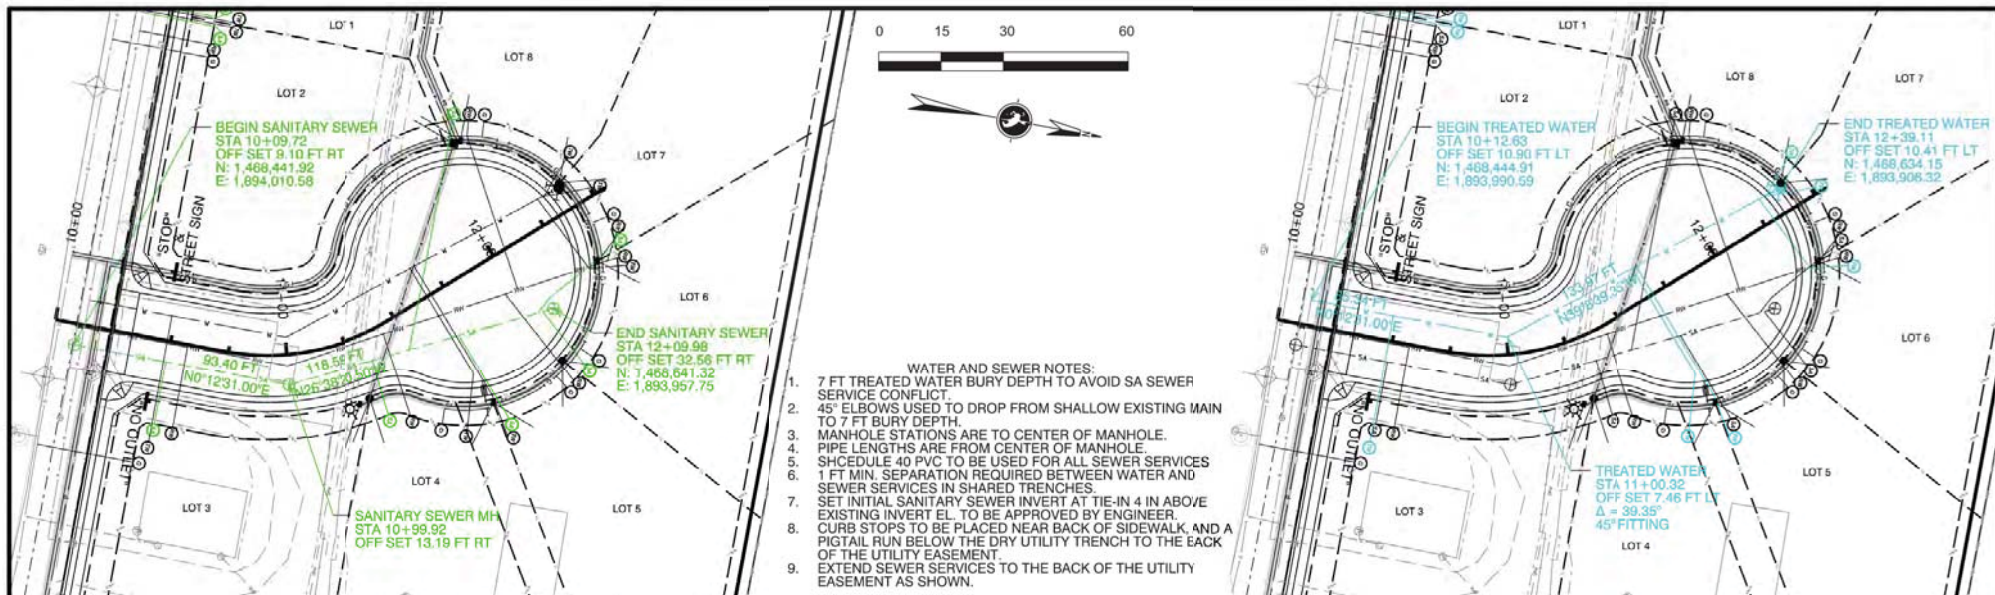 LOT 1
LOT 8
LOT 2
BEGIN SANITARY SEWER
STA 10+09.72
OFF SET 9.10 FT RT
N: 1,468,441.92
E: 1,894,010.58
LOT 7
10+00
"STOP"
&
STREET SIGN
LOT 6
93.40 FT
N0°12'31.00"E
END SANITARY SEWER
STA 12+09.98
OFF SET 32.56 FT RT
N: 1,468,641.32
E: 1,893,957.75
"NO OUTLET"
LOT 3
LOT 4
LOT 5
SANITARY SEWER MH
STA 10+99.92
OFF SET 13.19 FT RT
0 15 30 60
WATER AND SEWER NOTES:
1. 7 FT TREATED WATER BURY DEPTH TO AVOID SA SEWER
SERVICE CONFLICT.
2. 45° ELBOWS USED TO DROP FROM SHALLOW EXISTING MAIN
TO 7 FT BURY DEPTH.
3. MANHOLE STATIONS ARE TO CENTER OF MANHOLE.
4. PIPE LENGTHS ARE FROM CENTER OF MANHOLE.
5. SHCEDULE 40 PVC TO BE USED FOR ALL SEWER SERVICES
6. 1 FT MIN. SEPARATION REQUIRED BETWEEN WATER AND
SEWER SERVICES IN SHARED TRENCHES.
7. SET INITIAL SANITARY SEWER INVERT AT TIE-IN 4 IN ABOVE
EXISTING INVERT EL. TO BE APPROVED BY ENGINEER.
8. CURB STOPS TO BE PLACED NEAR BACK OF SIDEWALK, AND A
PIGTAIL RUN BELOW THE DRY UTILITY TRENCH TO THE BACK
OF THE UTILITY EASEMENT.
9. EXTEND SEWER SERVICES TO THE BACK OF THE UTILITY
EASEMENT AS SHOWN.
LOT 1
LOT 8
LOT 7
LOT 2
BEGIN TREATED WATER
STA 10+12.63
OFF SET 10.90 FT LT
N: 1,468,444.91
E: 1,893,990.59
END TREATED WATER
STA 12+39.11
OFF SET 10.41 FT LT
N: 1,468,634.15
E: 1,893,906.32
10+00
"STOP"
&
STREET SIGN
133.97 FT
LOT 6
"NO OUTLET"
LOT 5
LOT 3
TREATED WATER
STA 11+00.32
OFF SET 7.46 FT LT
Δ = 39.35°
45° FITTING
LOT 4